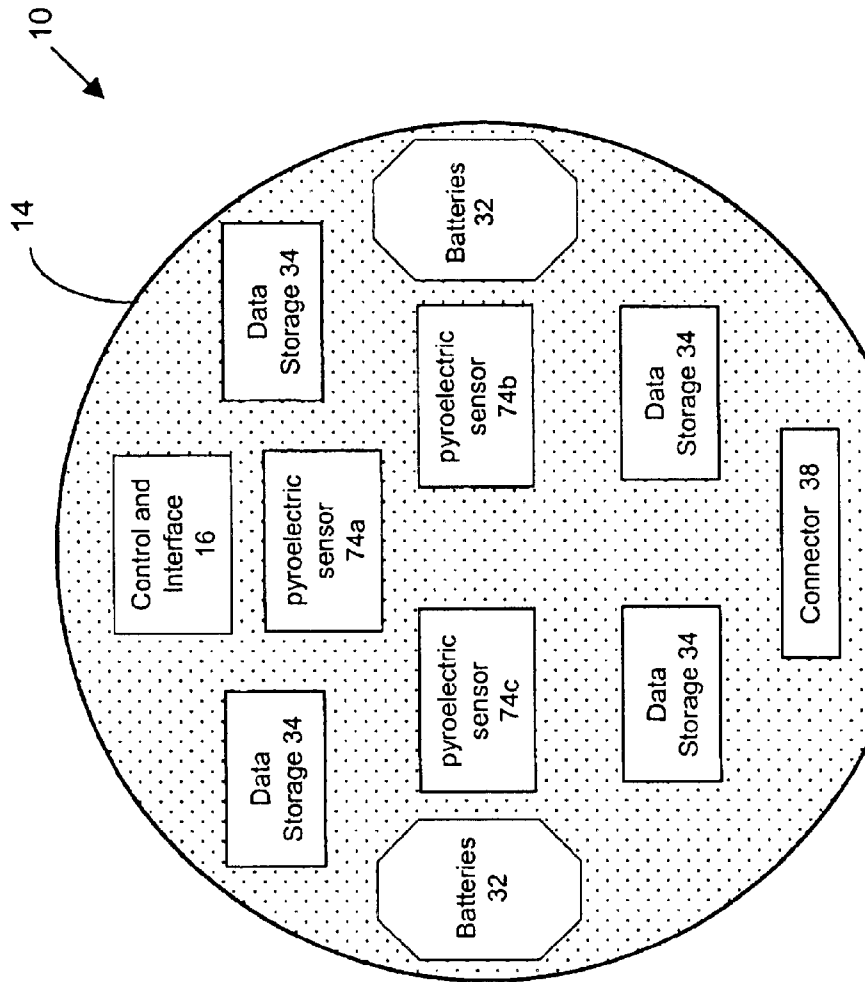 14
10
Control and
Interface
16
Data
Storage 34
Data
Storage 34
pyroelectric
sensor
74a
Batteries
32
pyroelectric
sensor
74c
pyroelectric
sensor
74b
Batteries
32
Data
Storage 34
Data
Storage 34
Connector 38